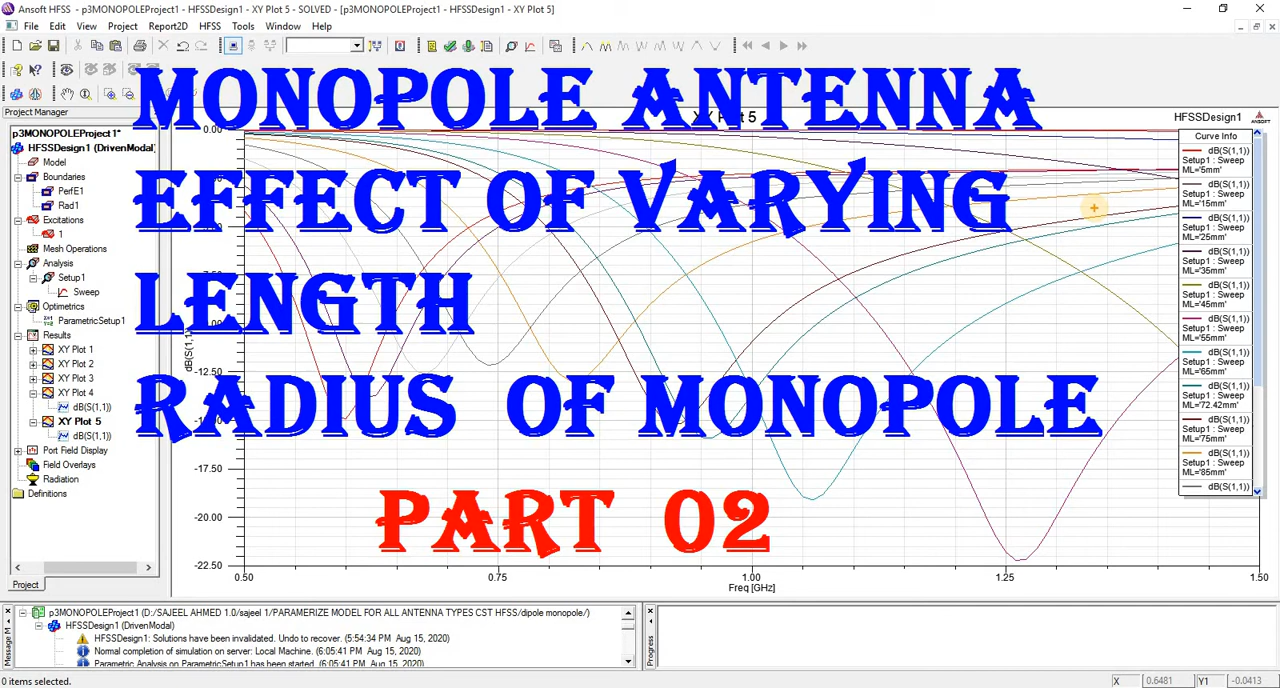 Ansoft HFSS - [p3MONOPOLEProject1 - HFSSDesign1 - XY Plot 5 - SOLVED - [p3MONOPOLEProject1 - HFSSDesign1 - XY Plot 5]
File Edit View Project Report2D HFSS Tools Window Help
MONOPOLE ANTENNA
EFFECT OF VARYING
LENGTH
RADIUS OF MONOPOLE
PART 02
Project Manager
p3MONOPOLEProject1*
HFSSDesign1 (DrivenModal)
Model
Boundaries
PerfE1
Rad1
Excitations
1
Mesh Operations
Analysis
Setup1
Sweep
Optimetrics
ParametricSetup1
Results
XY Plot 1
XY Plot 2
XY Plot 3
XY Plot 4
dB(S(1,1))
XY Plot 5
dB(S(1,1))
Port Field Display
Field Overlays
Radiation
Definitions
Project
XY Plot 5
HFSSDesign1
ANSOFT
0.00
-12.50
-17.50
-20.00
-22.50
dB(S(1,1))
0.50 0.75 1.00 1.25 1.50
Freq [GHz]
Curve Info
dB(S(1,1))
Setup1 : Sweep
ML='5mm'
dB(S(1,1))
Setup1 : Sweep
ML='15mm'
dB(S(1,1))
Setup1 : Sweep
ML='25mm'
dB(S(1,1))
Setup1 : Sweep
ML='35mm'
dB(S(1,1))
Setup1 : Sweep
ML='45mm'
dB(S(1,1))
Setup1 : Sweep
ML='55mm'
dB(S(1,1))
Setup1 : Sweep
ML='65mm'
dB(S(1,1))
Setup1 : Sweep
ML='72.42mm'
dB(S(1,1))
Setup1 : Sweep
ML='75mm'
dB(S(1,1))
Setup1 : Sweep
ML='85mm'
dB(S(1,1))
p3MONOPOLEProject1 (D:/SAJEEL AHMED 1.0/sajeel 1/PARAMERIZE MODEL FOR ALL ANTENNA TYPES CST HFSS/dipole monopole/)
HFSSDesign1 (DrivenModal)
HFSSDesign1: Solutions have been invalidated. Undo to recover. (5:54:34 PM Aug 15, 2020)
Normal completion of simulation on server: Local Machine. (6:05:41 PM Aug 15, 2020)
Parametric Analysis on ParametricSetup1 has been started. (6:05:41 PM Aug 15, 2020)
Message M
Progress
0 items selected.
X 0.6481 Y1 -0.0413